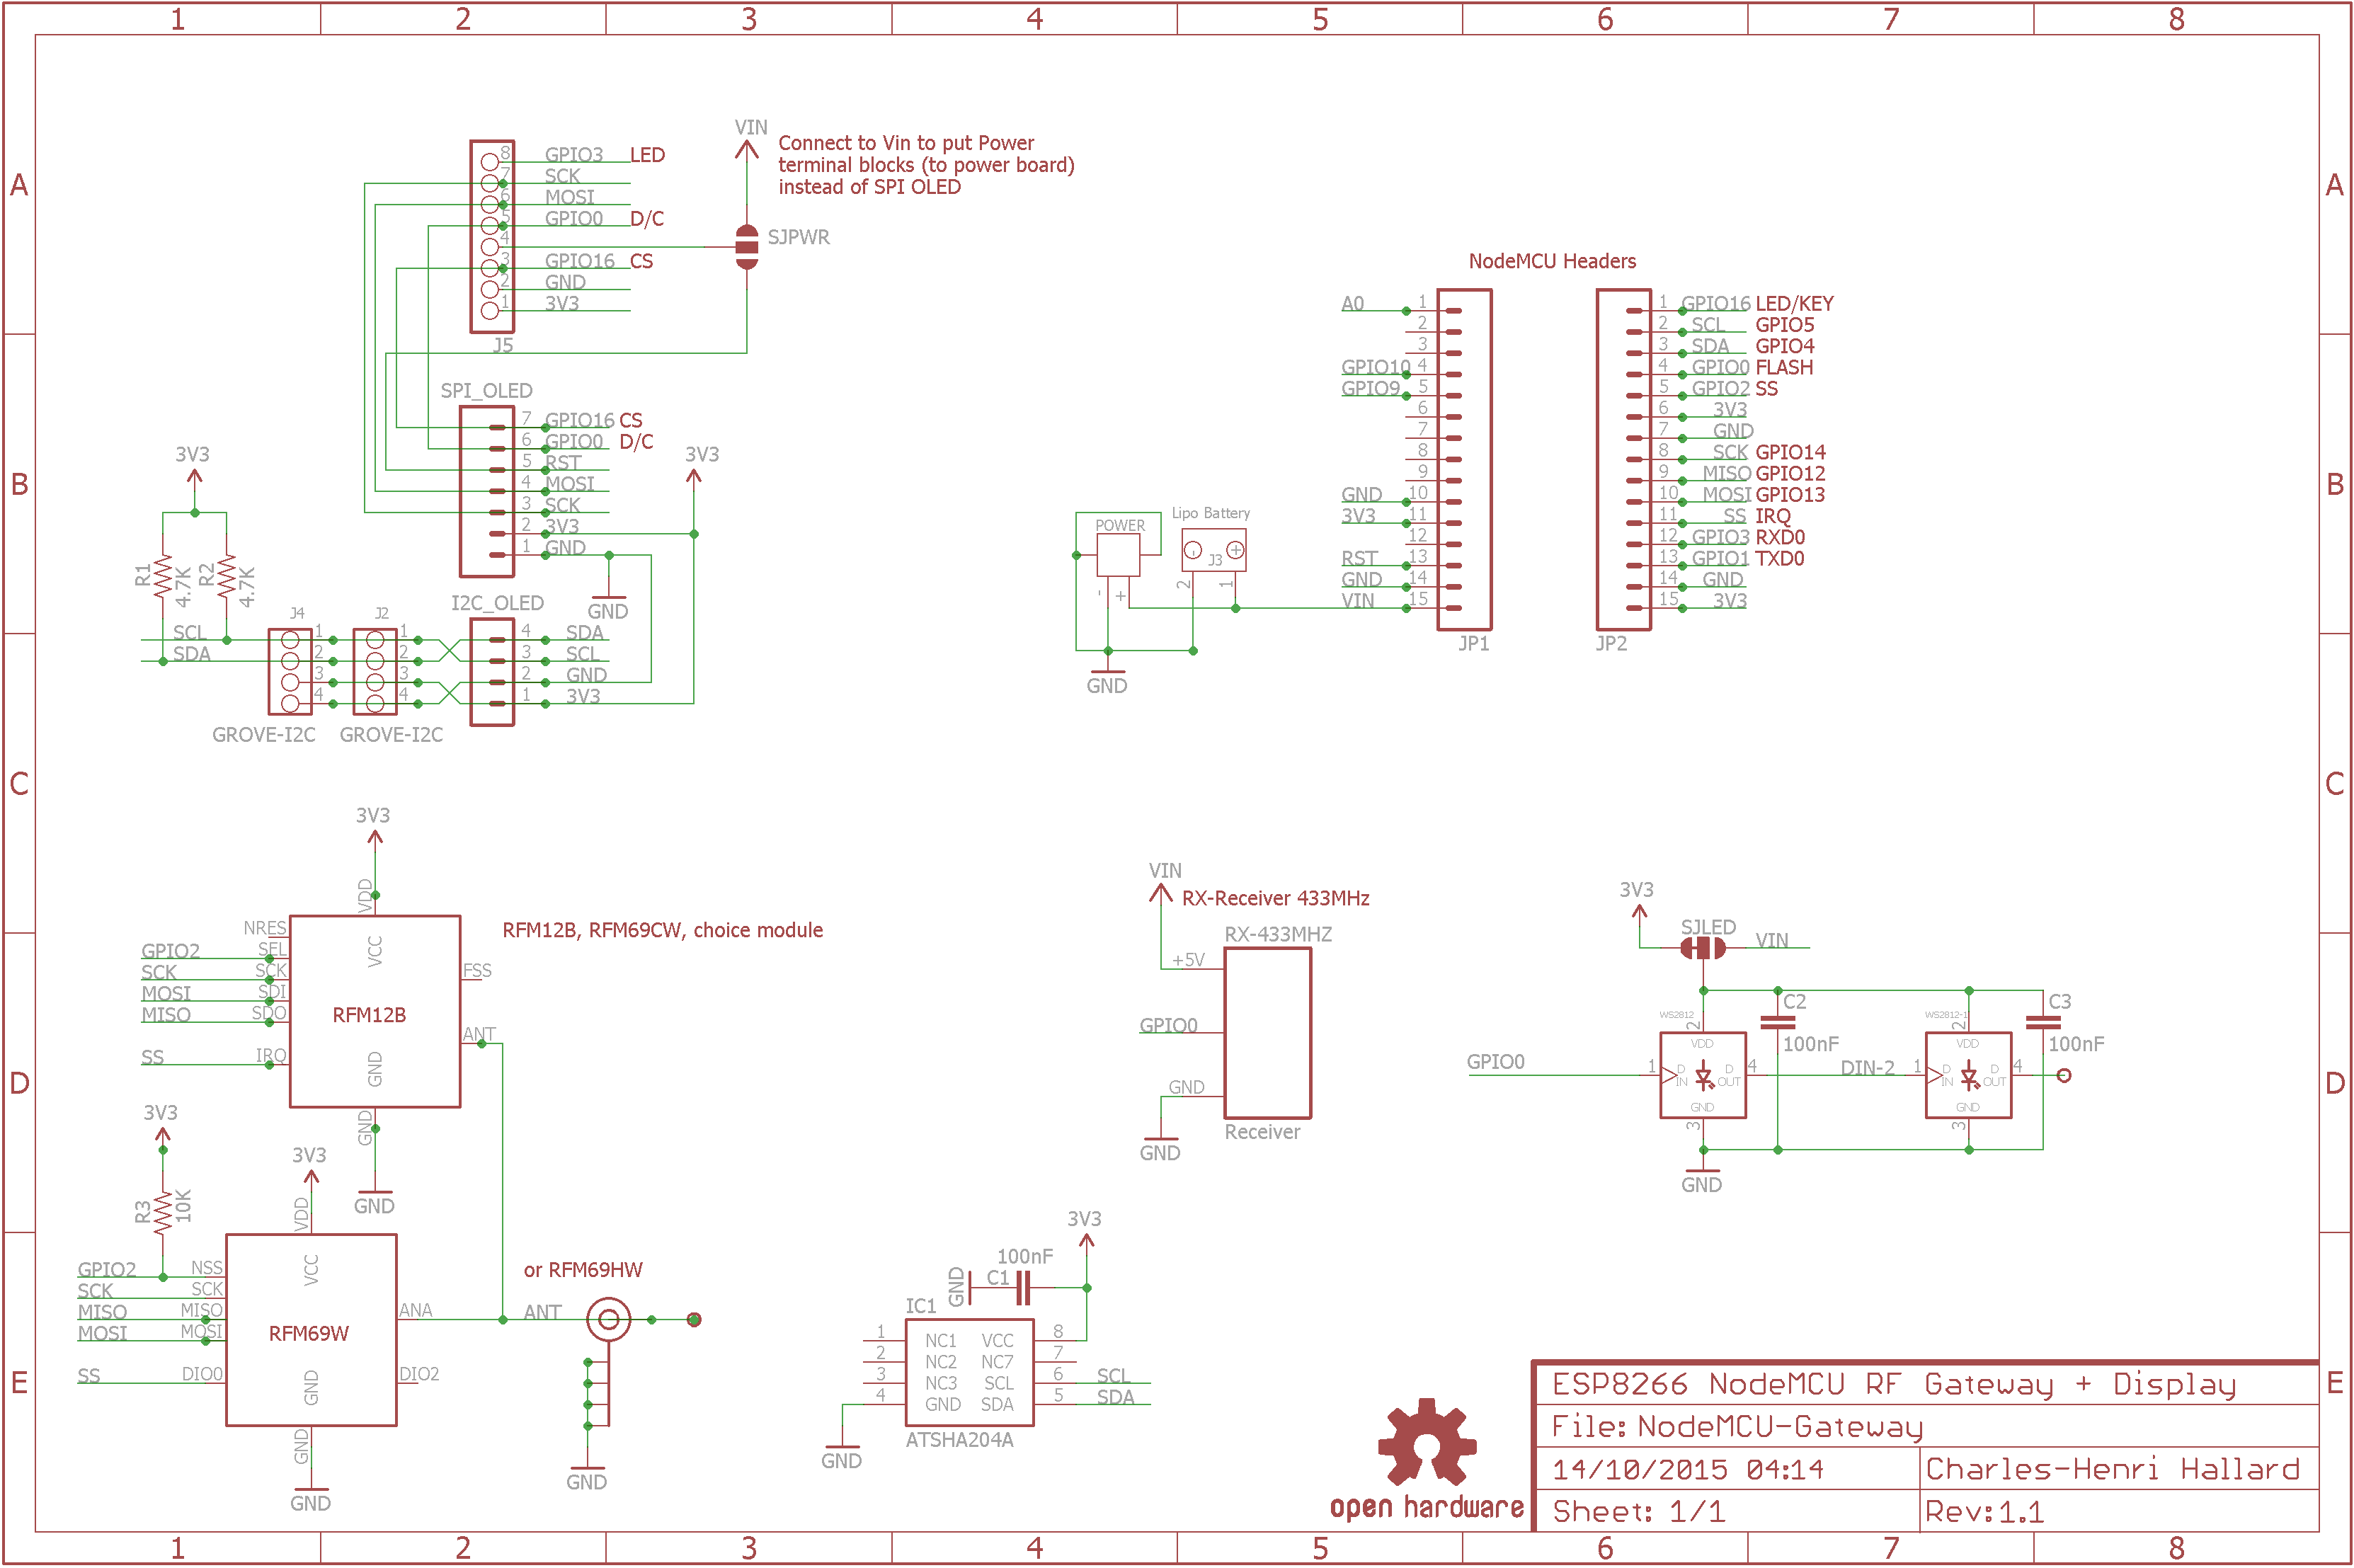 1 2 3 4 5 6 7 8
A
B
C
D
E
A
B
C
D
E
1 2 3 4 5 6 7 8
VIN
Connect to Vin to put Power
terminal blocks (to power board)
instead of SPI OLED
SJPWR
8 GPIO3 LED
7 SCK
6 MOSI
5 GPIO0 D/C
4
3 GPIO16 CS
2 GND
1 3V3
J5
SPI_OLED
7 GPIO16 CS
6 GPIO0 D/C
5 RST
4 MOSI
3 SCK
2 3V3
1 GND
3V3
GND
3V3
R1
4.7K
R2
4.7K
SCL
SDA
J4
1
2
3
4
GROVE-I2C
J2
1
2
3
4
GROVE-I2C
I2C_OLED
4 SDA
3 SCL
2 GND
1 3V3
NodeMCU Headers
A0 1
2
3
GPIO10 4
GPIO9 5
6
7
8
9
GND 10
3V3 11
12
RST 13
GND 14
VIN 15
JP1
1 GPIO16 LED/KEY
2 SCL GPIO5
3 SDA GPIO4
4 GPIO0 FLASH
5 GPIO2 SS
6 3V3
7 GND
8 SCK GPIO14
9 MISO GPIO12
10 MOSI GPIO13
11 SS IRQ
12 GPIO3 RXD0
13 GPIO1 TXD0
14 GND
15 3V3
JP2
POWER
- +
Lipo Battery
- +
J3
2 1
GND
3V3
VDD
VCC
NRES
GPIO2 SEL
SCK SCK
MOSI SDI
MISO SDO
SS IRQ
RFM12B
FSS
ANT
GND
GND
GND
RFM12B, RFM69CW, choice module
3V3
R3
10K
3V3
VDD
VCC
GPIO2 NSS
SCK SCK
MISO MISO
MOSI MOSI
SS DIO0
RFM69W
ANA
DIO2
GND
GND
GND
or RFM69HW
ANT
GND
VIN
RX-Receiver 433MHz
RX-433MHZ
+5V
GPIO0
GND
GND
Receiver
3V3
100nF
GND
C1
IC1
1 NC1 VCC 8
2 NC2 NC7 7
3 NC3 SCL 6 SCL
4 GND SDA 5 SDA
ATSHA204A
GND
3V3
SJLED
VIN
C2
100nF
C3
100nF
WS2812
2
VDD
GPIO0
1
D IN
D OUT
4
GND
3
DIN-2
WS2812-1
2
VDD
1
D IN
D OUT
4
GND
3
GND
open hardware
ESP8266 NodeMCU RF Gateway + Display
File: NodeMCU-Gateway
14/10/2015 04:14
Charles-Henri Hallard
Sheet: 1/1
Rev:1.1